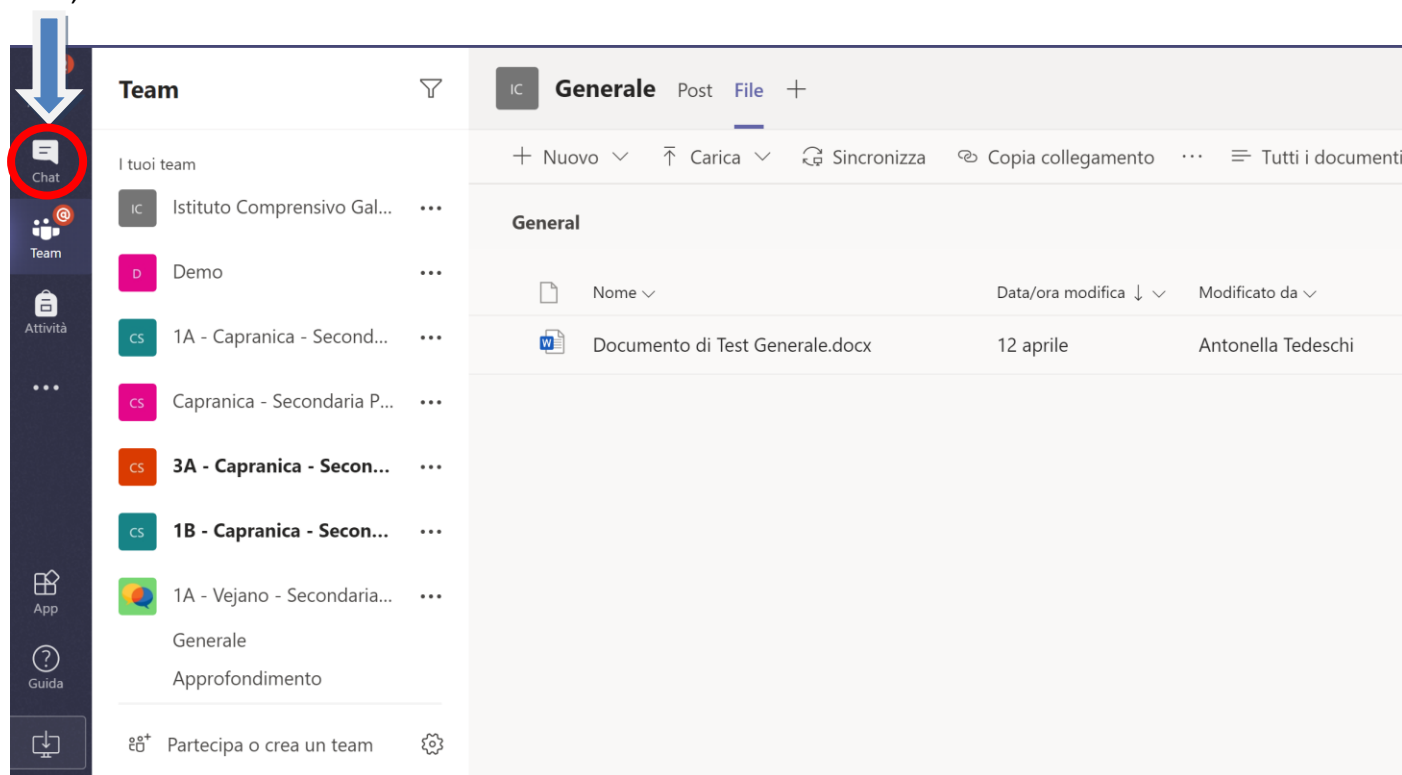 Team
IC Generale Post File
Chat
I tuoi team
Nuovo Carica Sincronizza Copia collegamento ... Tutti i documenti
IC Istituto Comprensivo Gal... ...
General
@
Team
D Demo ...
Nome Data/ora modifica Modificato da
Attività
CS 1A - Capranica - Second... ...
W Documento di Test Generale.docx 12 aprile Antonella Tedeschi
...
CS Capranica - Secondaria P... ...
CS 3A - Capranica - Secon... ...
CS 1B - Capranica - Secon... ...
1A - Vejano - Secondaria... ...
App
Generale
Approfondimento
?
Guida
Partecipa o crea un team